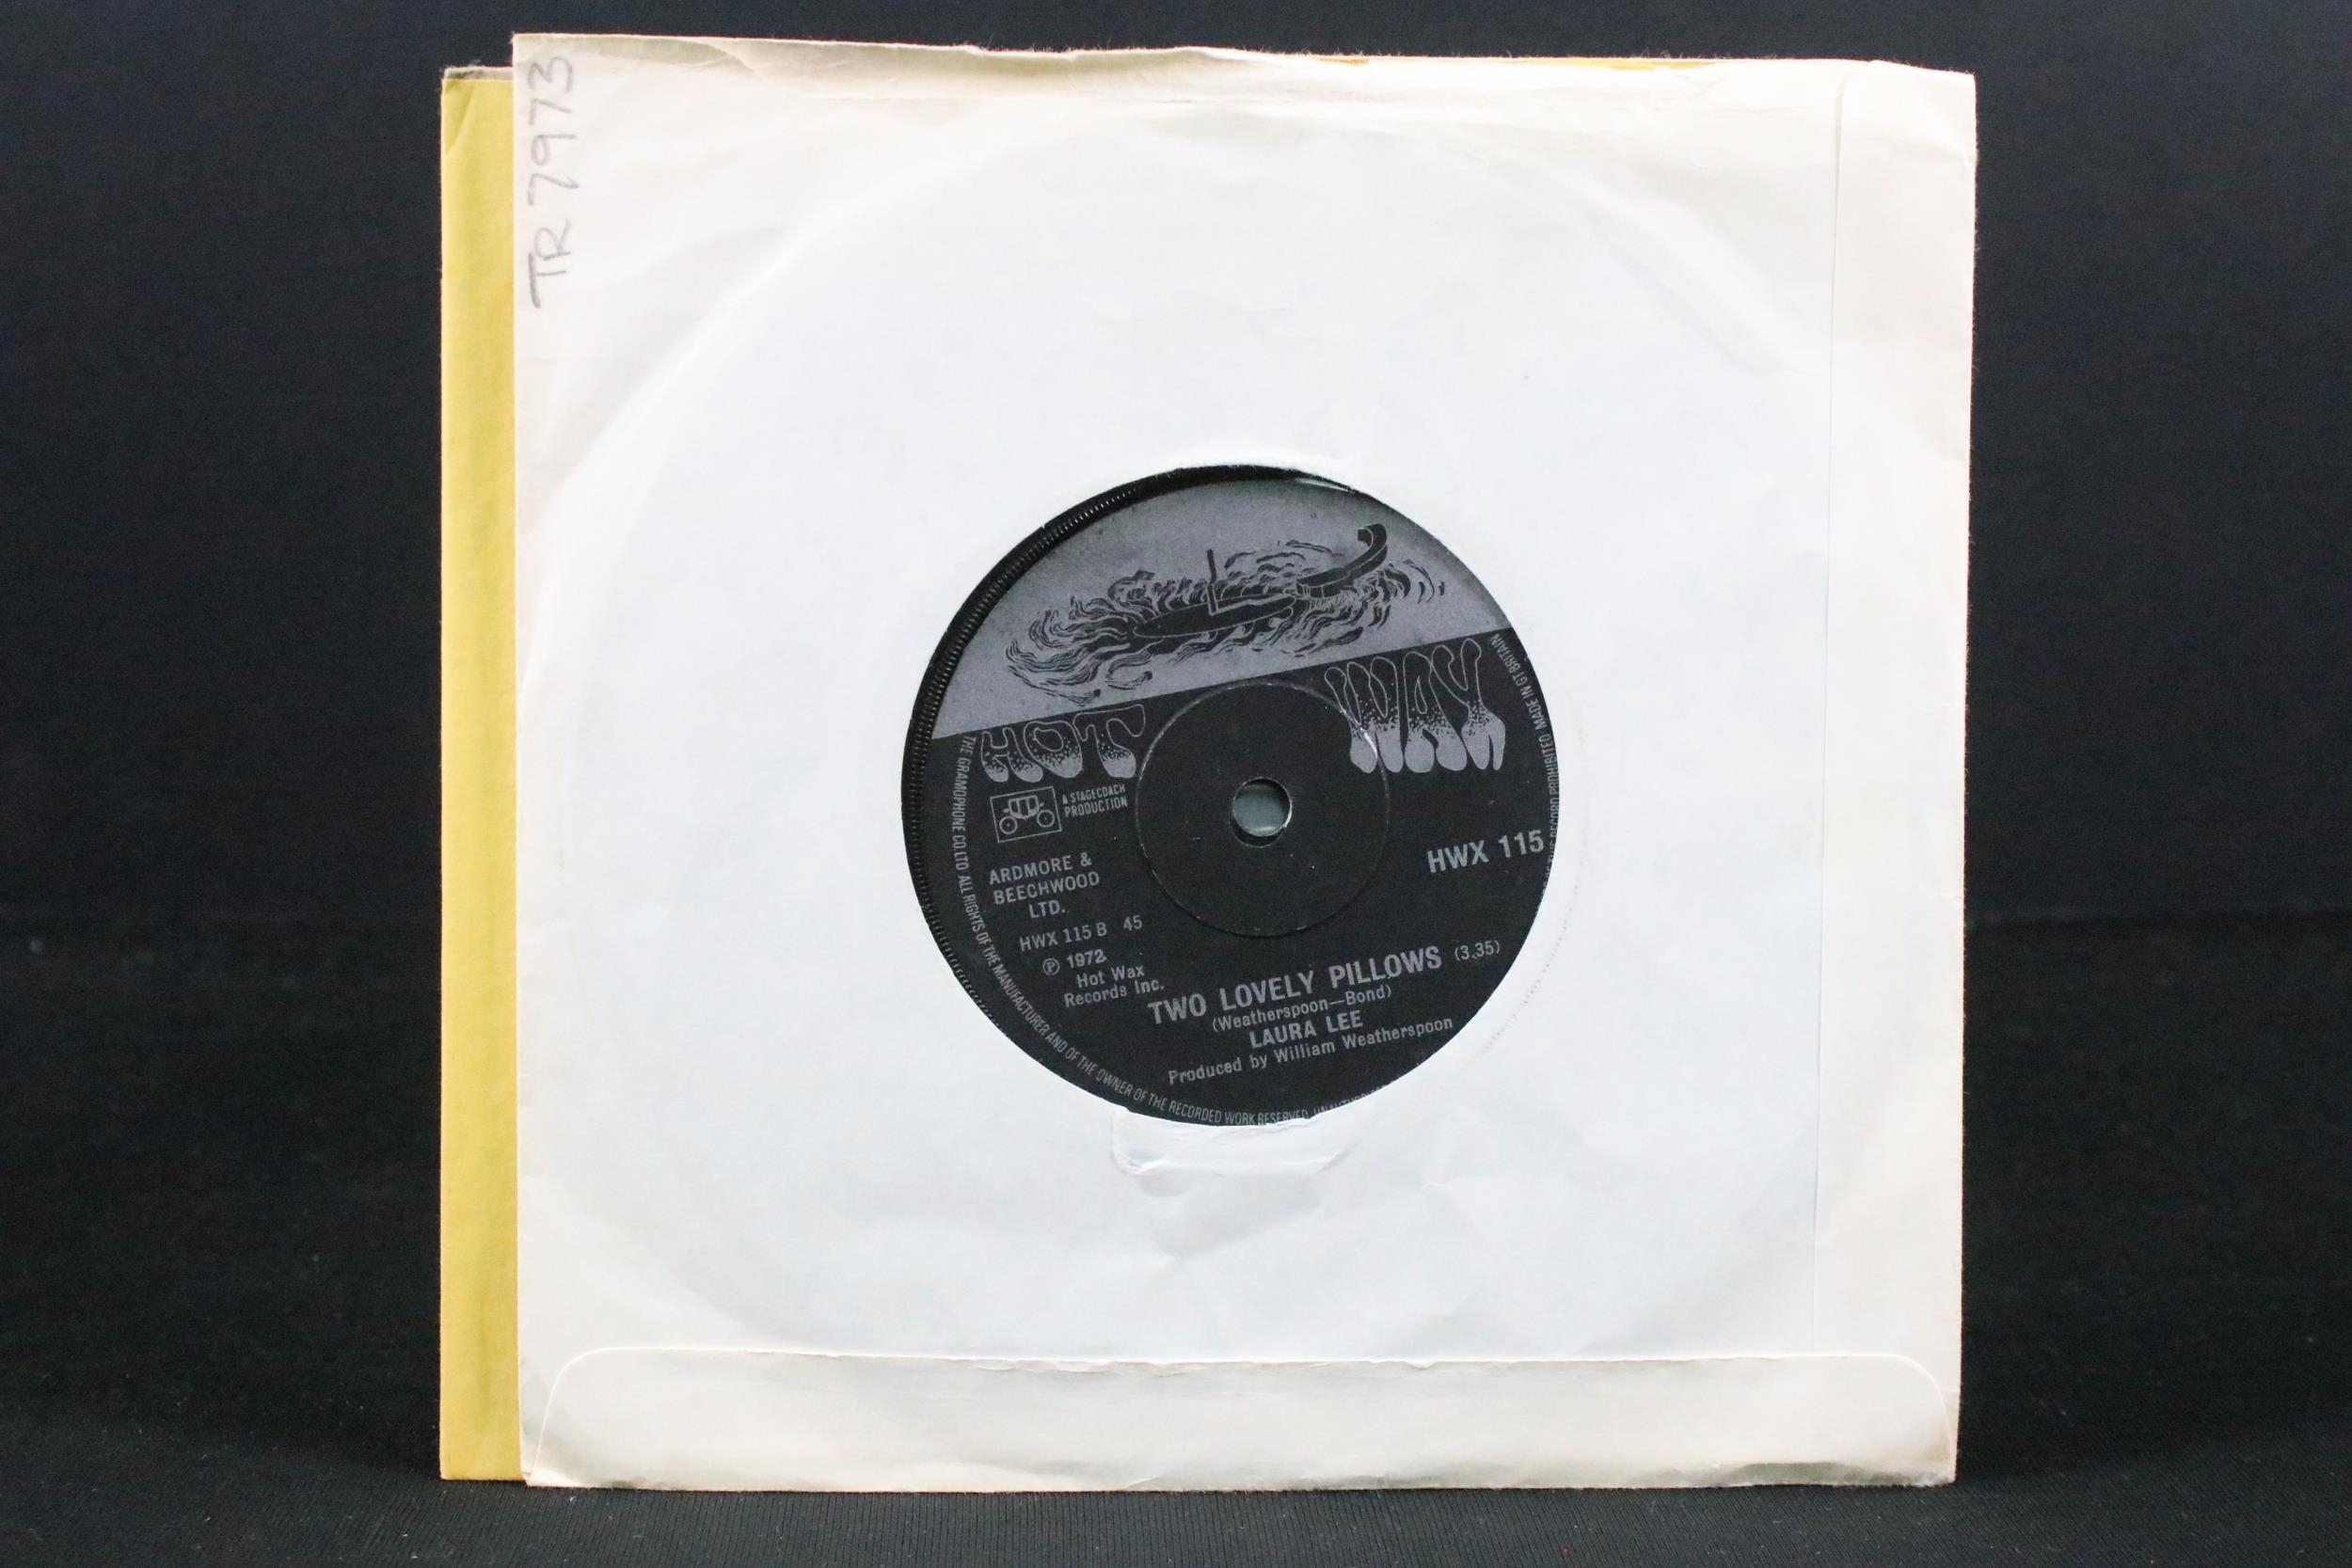 TR 7973
HOT WAX
A STAGECOACH
PRODUCTION
ARDMORE &
BEECHWOOD
LTD.
HWX 115
HWX 115 B 45
℗ 1972
Hot Wax
Records Inc.
TWO LOVELY PILLOWS (3.35)
(Weatherspoon—Bond)
LAURA LEE
Produced by William Weatherspoon
THE GRAMOPHONE CO. LTD ALL RIGHTS OF THE MANUFACTURER AND OF THE OWNER OF THE RECORDED WORK RESERVED RECORD PROHIBITED MADE IN GT BRITAIN